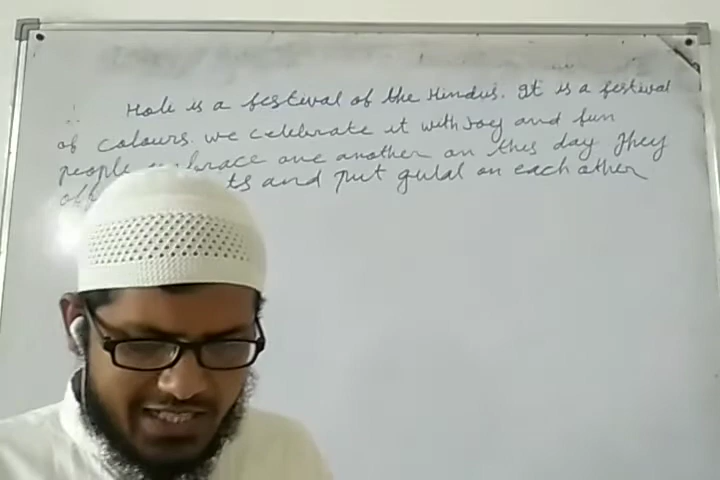 Holi is a festival of the Hindus. It is a festival
of colours. we celebrate it with Joy and fun
people embrace one another on this day They
and put gulal on each other